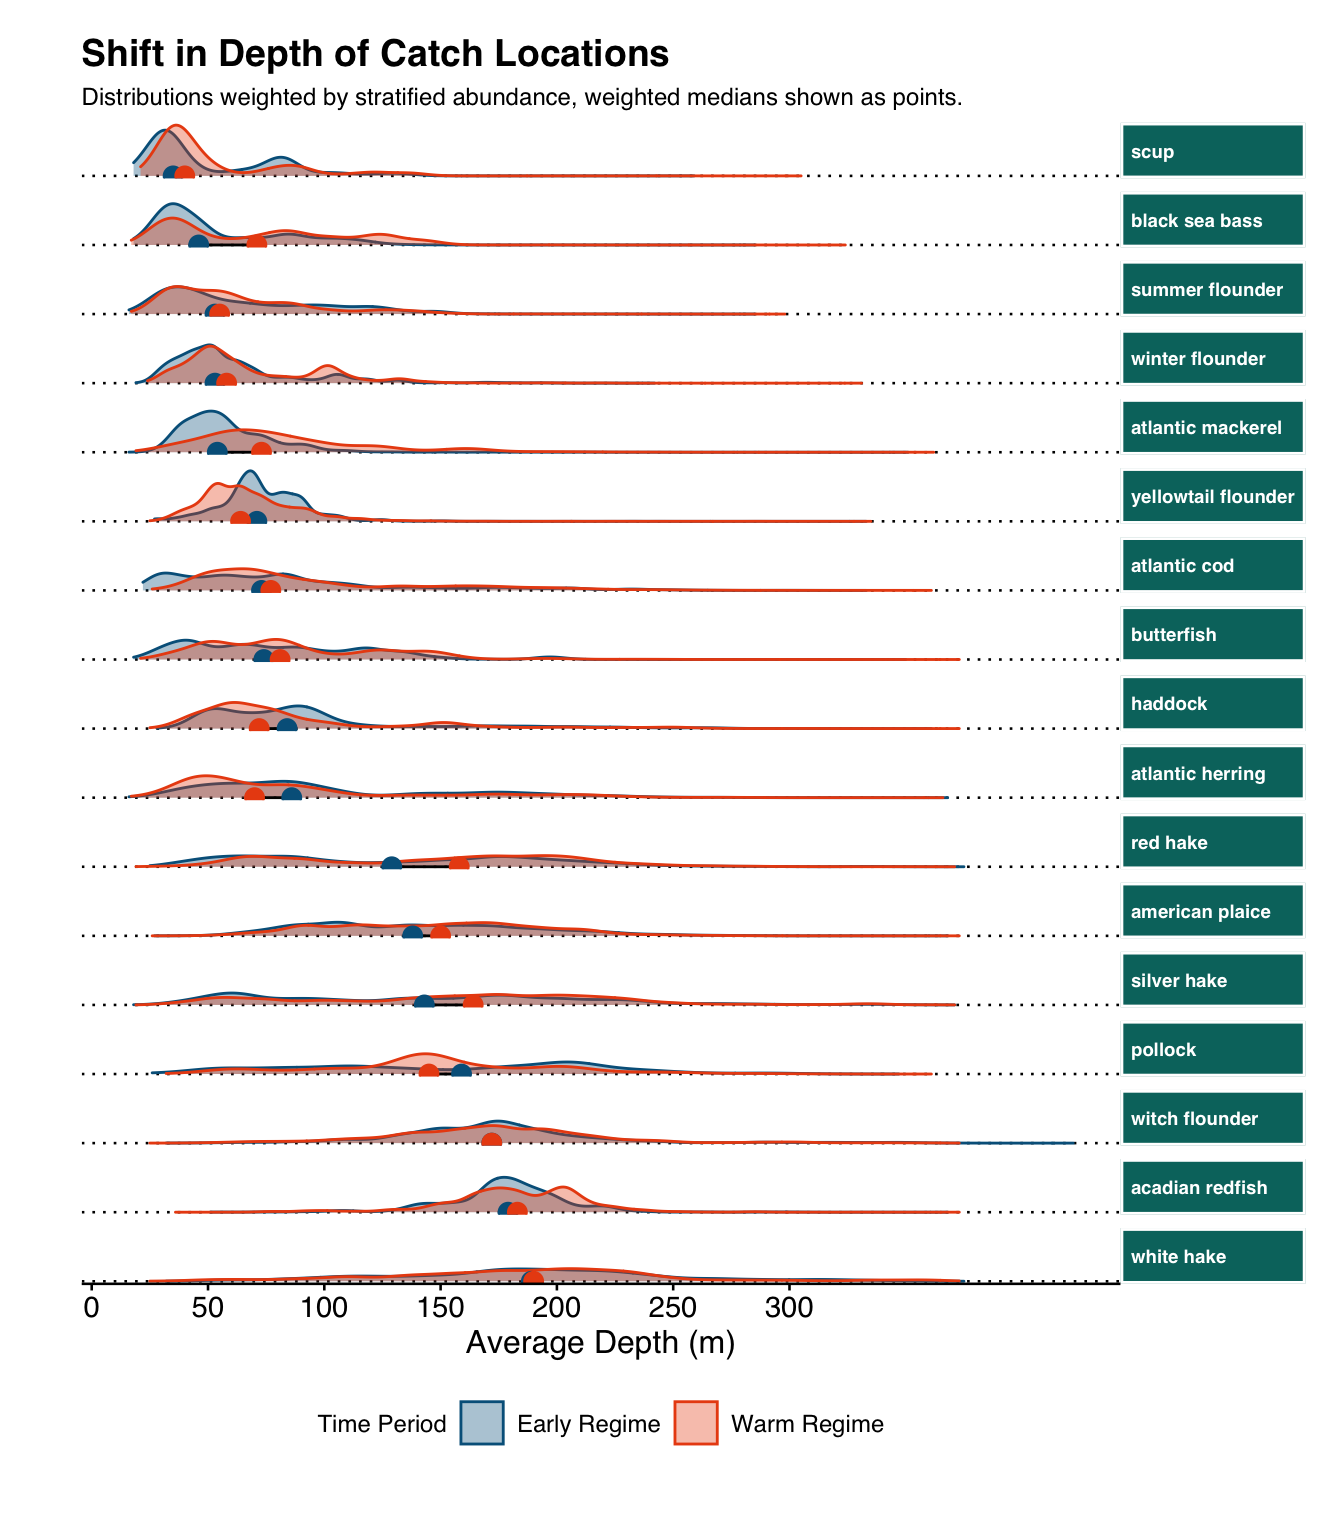 Shift in Depth of Catch Locations
Distributions weighted by stratified abundance, weighted medians shown as points.
scup
black sea bass
summer flounder
winter flounder
atlantic mackerel
yellowtail flounder
atlantic cod
butterfish
haddock
atlantic herring
red hake
american plaice
silver hake
pollock
witch flounder
acadian redfish
white hake
0 50 100 150 200 250 300
Average Depth (m)
Time Period Early Regime Warm Regime